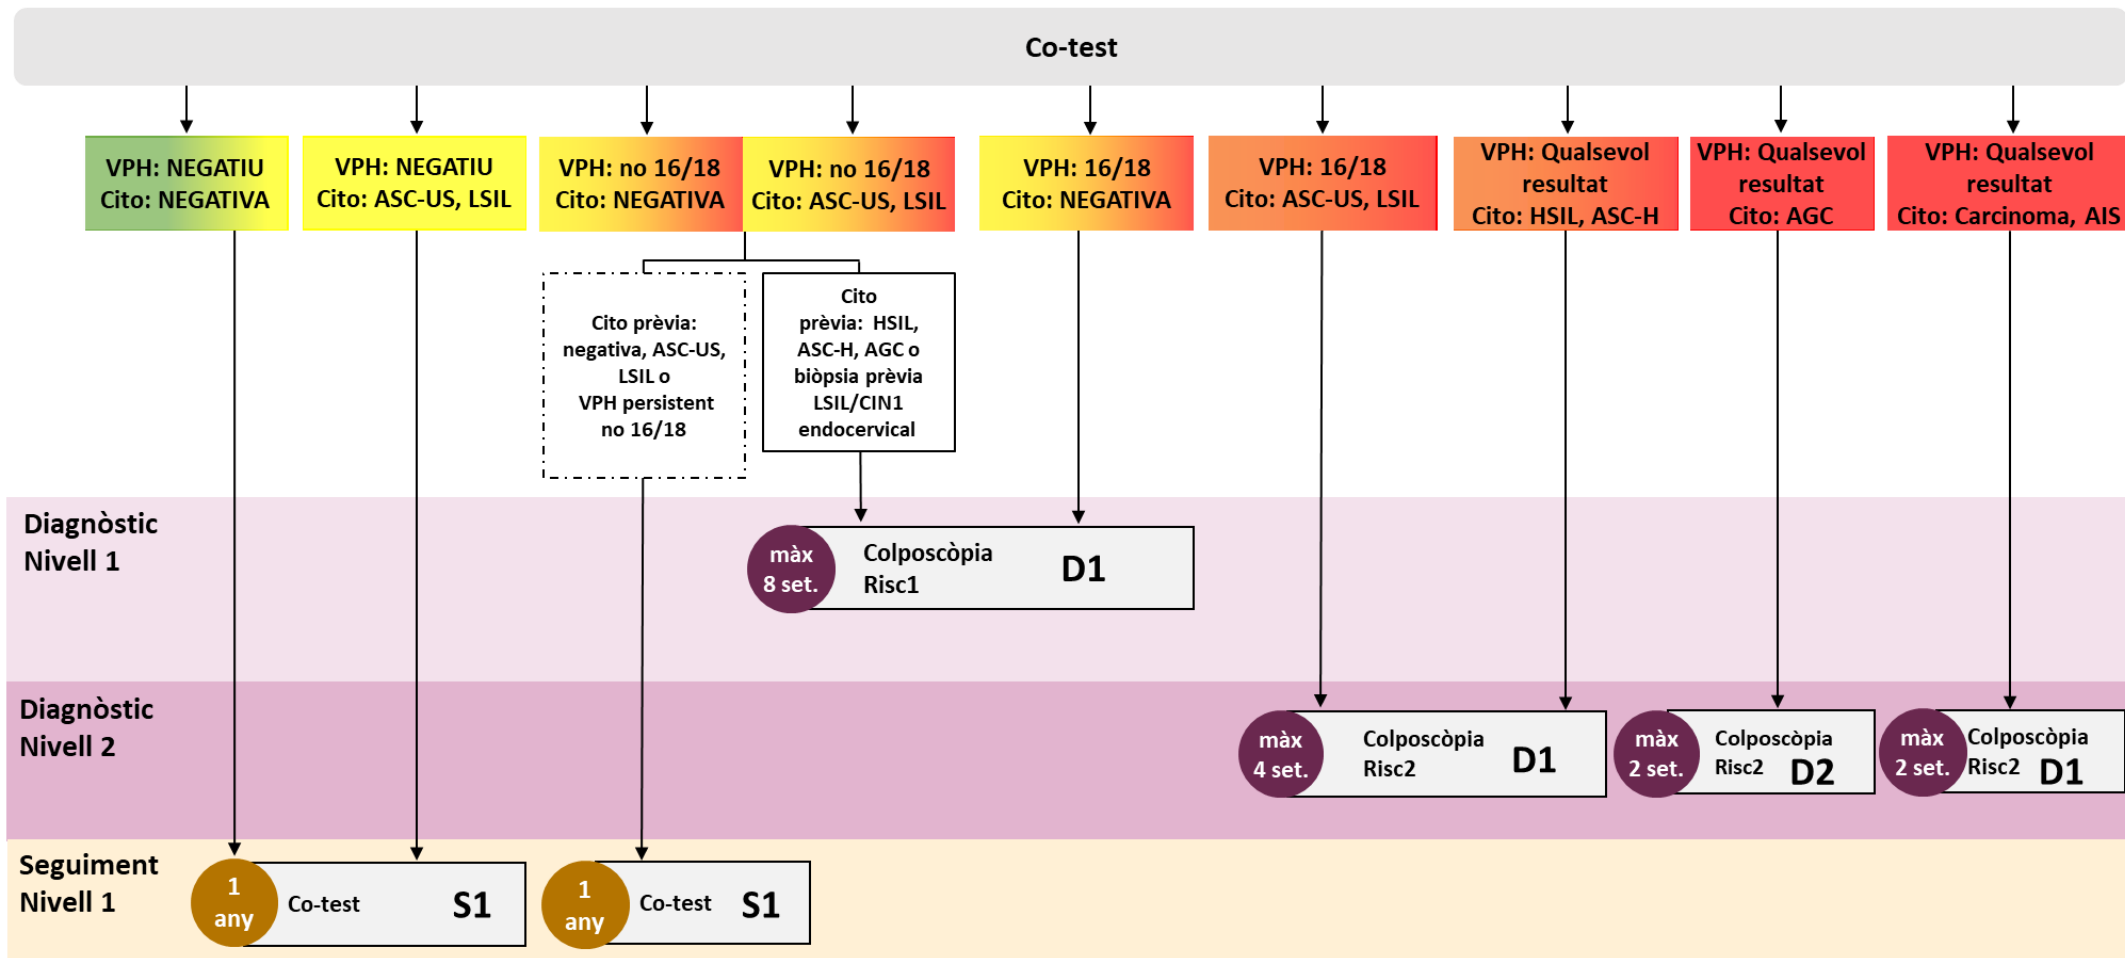 Co-test
VPH: NEGATIU
Cito: NEGATIVA
VPH: NEGATIU
Cito: ASC-US, LSIL
VPH: no 16/18
Cito: NEGATIVA
VPH: no 16/18
Cito: ASC-US, LSIL
VPH: 16/18
Cito: NEGATIVA
VPH: 16/18
Cito: ASC-US, LSIL
VPH: Qualsevol
resultat
Cito: HSIL, ASC-H
VPH: Qualsevol
resultat
Cito: AGC
VPH: Qualsevol
resultat
Cito: Carcinoma, AIS
Cito prèvia:
negativa, ASC-US,
LSIL o
VPH persistent
no 16/18
Cito
prèvia: HSIL,
ASC-H, AGC o
biòpsia prèvia
LSIL/CIN1
endocervical
Diagnòstic
Nivell 1
màx
8 set.
Colposcòpia
Risc1
D1
Diagnòstic
Nivell 2
màx
4 set.
Colposcòpia
Risc2
D1
màx
2 set.
Colposcòpia
Risc2
D2
màx
2 set.
Colposcòpia
Risc2
D1
Seguiment
Nivell 1
1
any
Co-test
S1
1
any
Co-test
S1